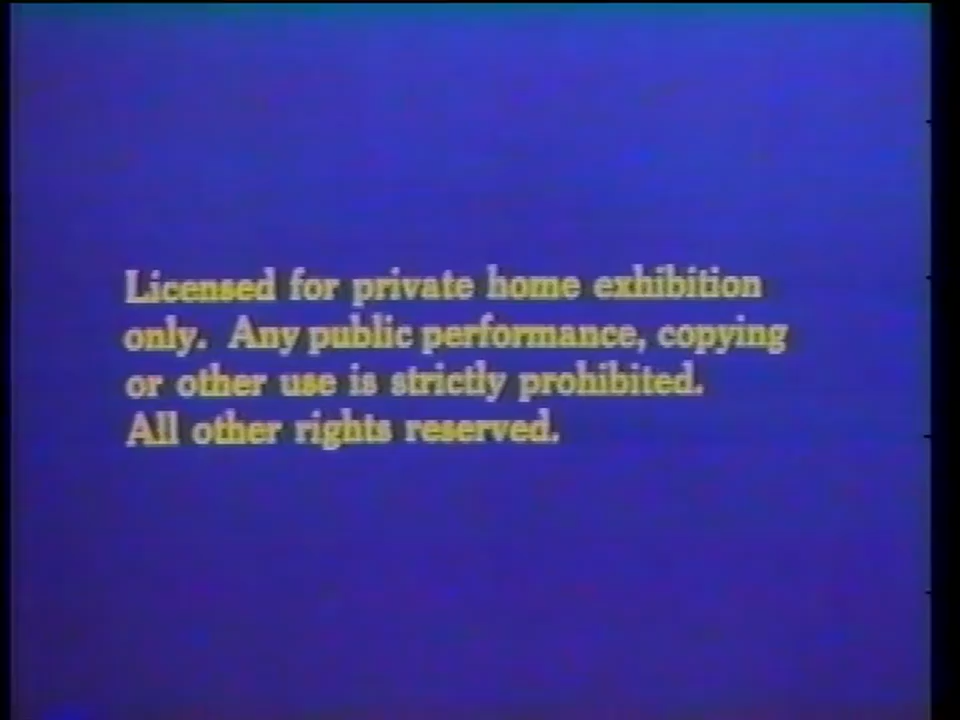 Licensed for private home exhibition
only. Any public performance, copying
or other use is strictly prohibited.
All other rights reserved.